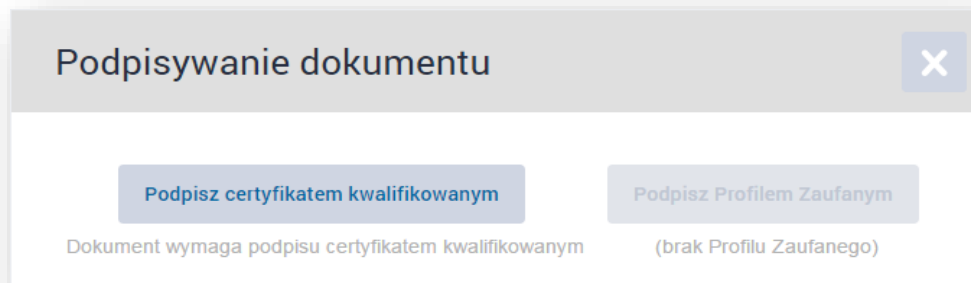 Podpisywanie dokumentu
Podpisz certyfikatem kwalifikowanym
Podpisz Profilem Zaufanym
Dokument wymaga podpisu certyfikatem kwalifikowanym
(brak Profilu Zaufanego)